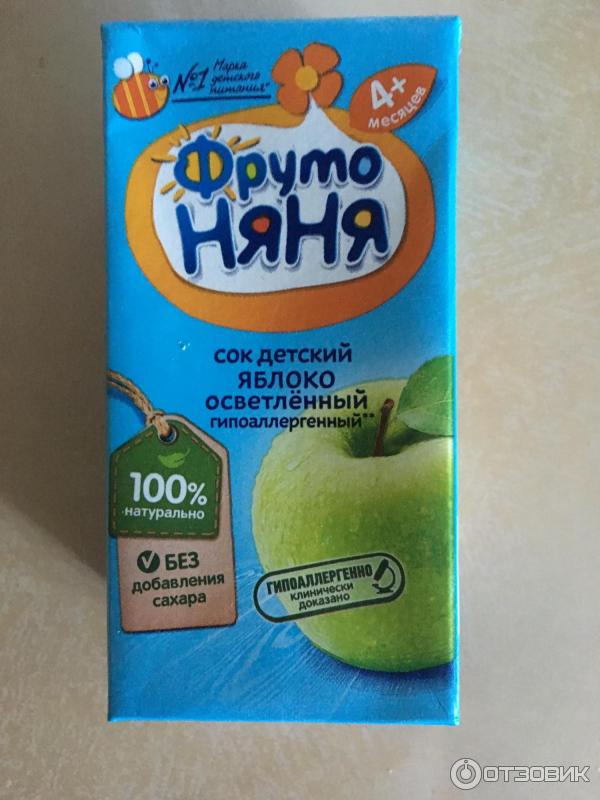 №1 Марка
детского
питания*
4+
месяцев
Фруто
НЯНЯ
сок детский
яблоко
осветлённый
гипоаллергенный**
100%
натурально
БЕЗ
добавления
сахара
ГИПОАЛЛЕРГЕННО
клинически
доказано
ОТЗОВИК